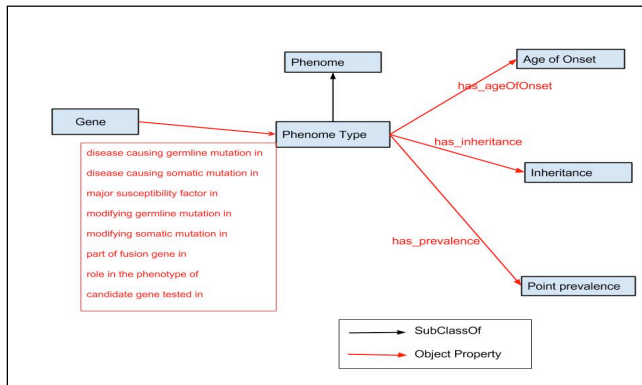 Phenome
Age of Onset
has_ageOfOnset
Gene
Phenome Type
has_inheritance
Inheritance
disease causing germline mutation in
disease causing somatic mutation in
major susceptibility factor in
modifying germline mutation in
modifying somatic mutation in
part of fusion gene in
role in the phenotype of
candidate gene tested in
has_prevalence
Point prevalence
SubClassOf
Object Property